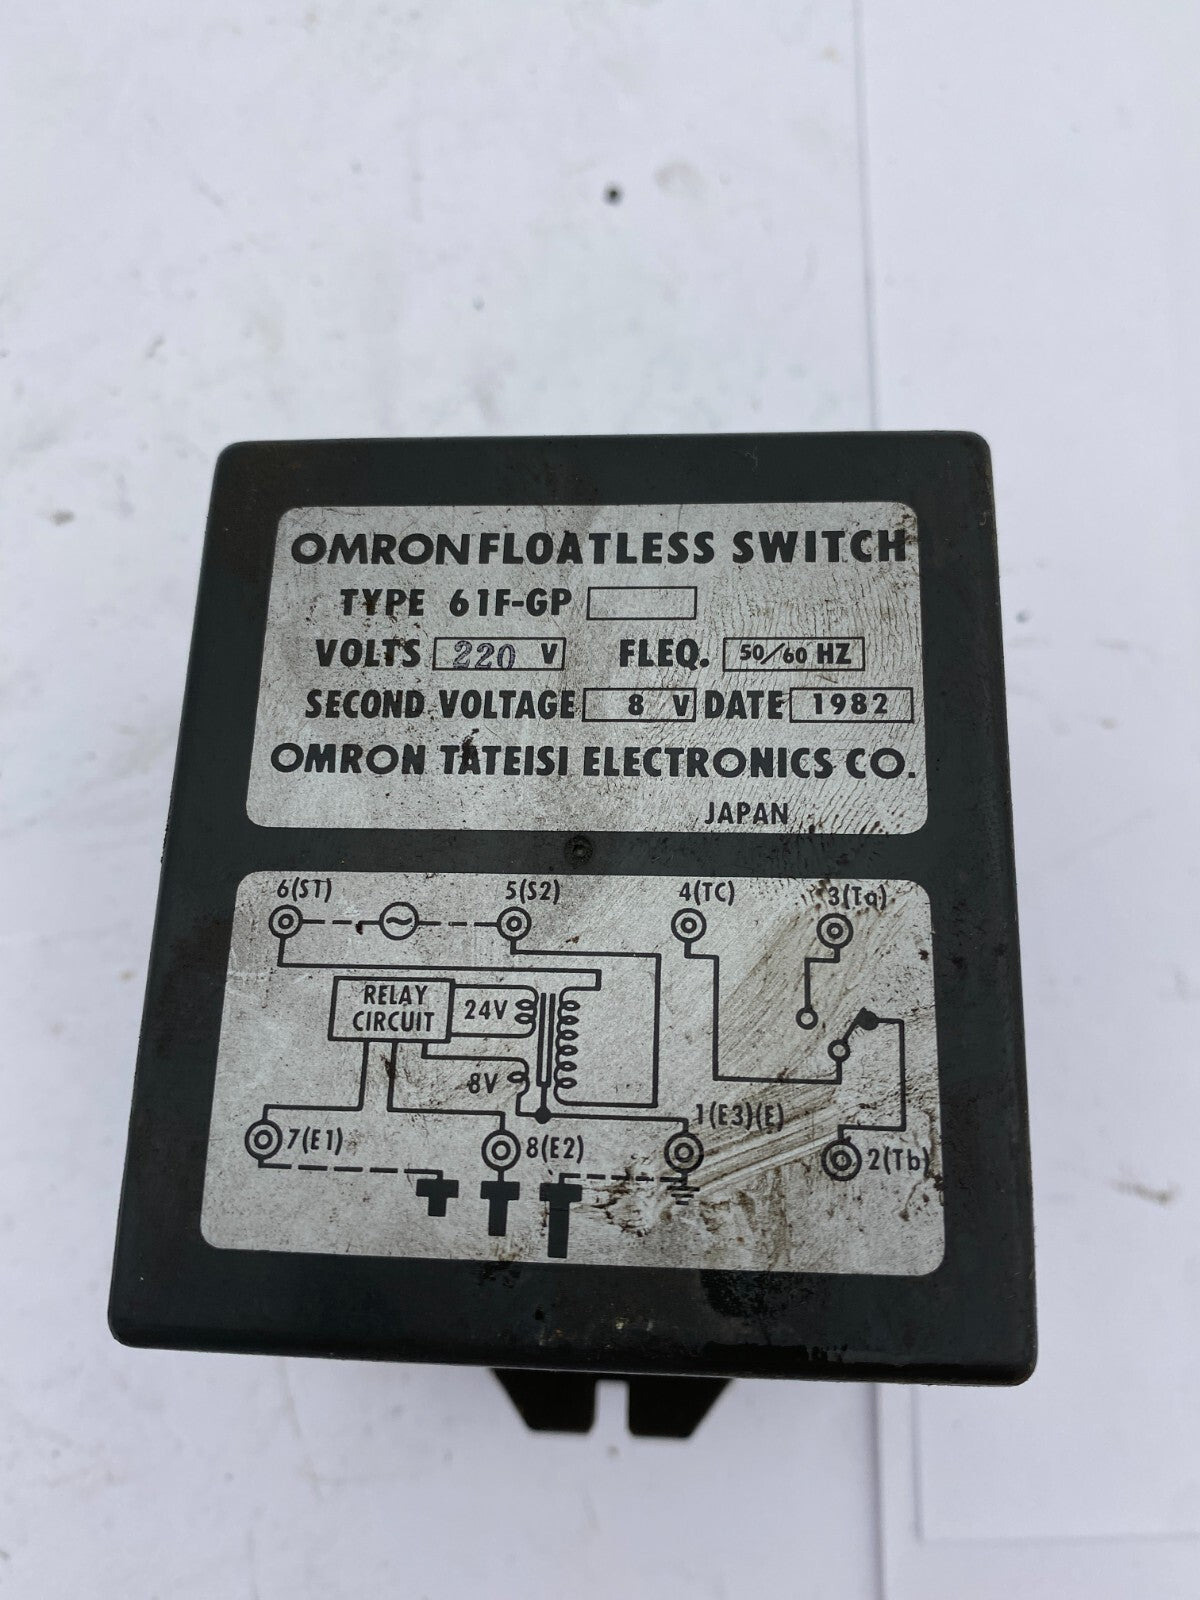 OMRON FLOATLESS SWITCH
TYPE 61F-GP
VOLTS 220 V FLEQ. 50/60 HZ
SECOND VOLTAGE 8 V DATE 1982
OMRON TATEISI ELECTRONICS CO.
JAPAN
6(ST) 5(S2) 4(TC) 3(Ta)
RELAY CIRCUIT 24V
8V
7(E1) 8(E2) 1(E3)(E) 2(Tb)